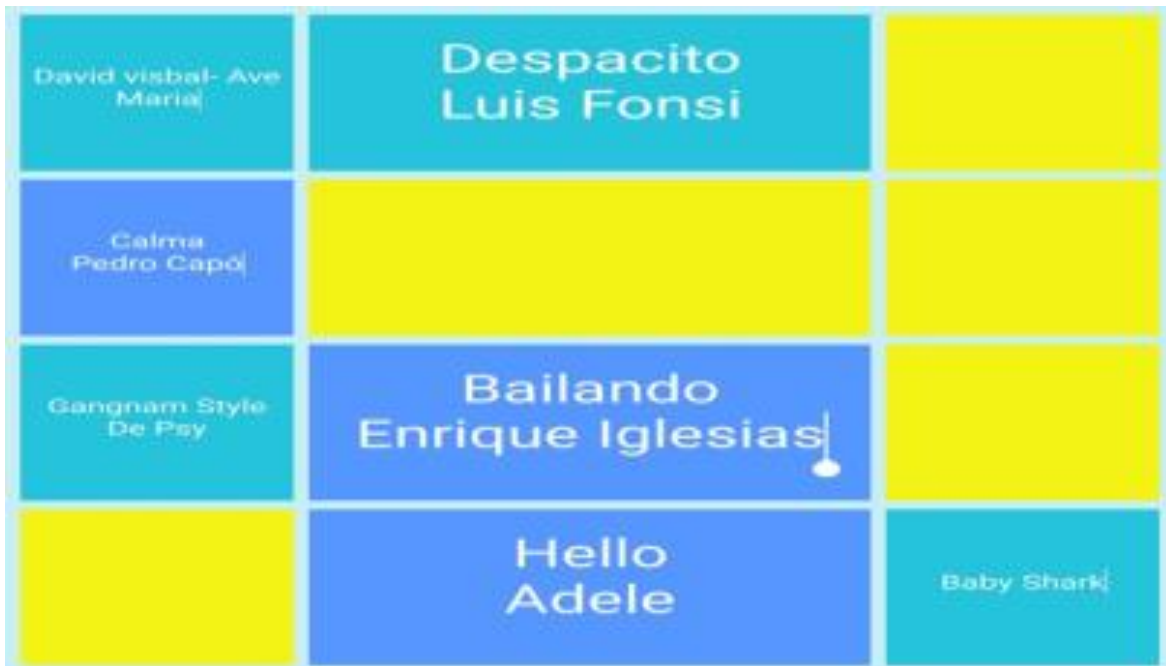 David visbal- Ave
Maria
Despacito
Luis Fonsi
Calma
Pedro Capó
Gangnam Style
De Psy
Bailando
Enrique Iglesias
Hello
Adele
Baby Shark